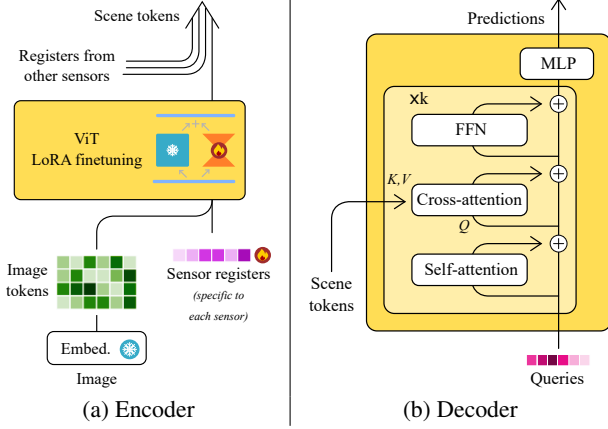 Scene tokens
Registers from
other sensors
ViT
LoRA finetuning
+
Image
tokens
Sensor registers
(specific to
each sensor)
Embed.
Image
(a) Encoder
Predictions
MLP
xk
+
FFN
K,V
+
Cross-attention
Q
+
Self-attention
Scene
tokens
Queries
(b) Decoder